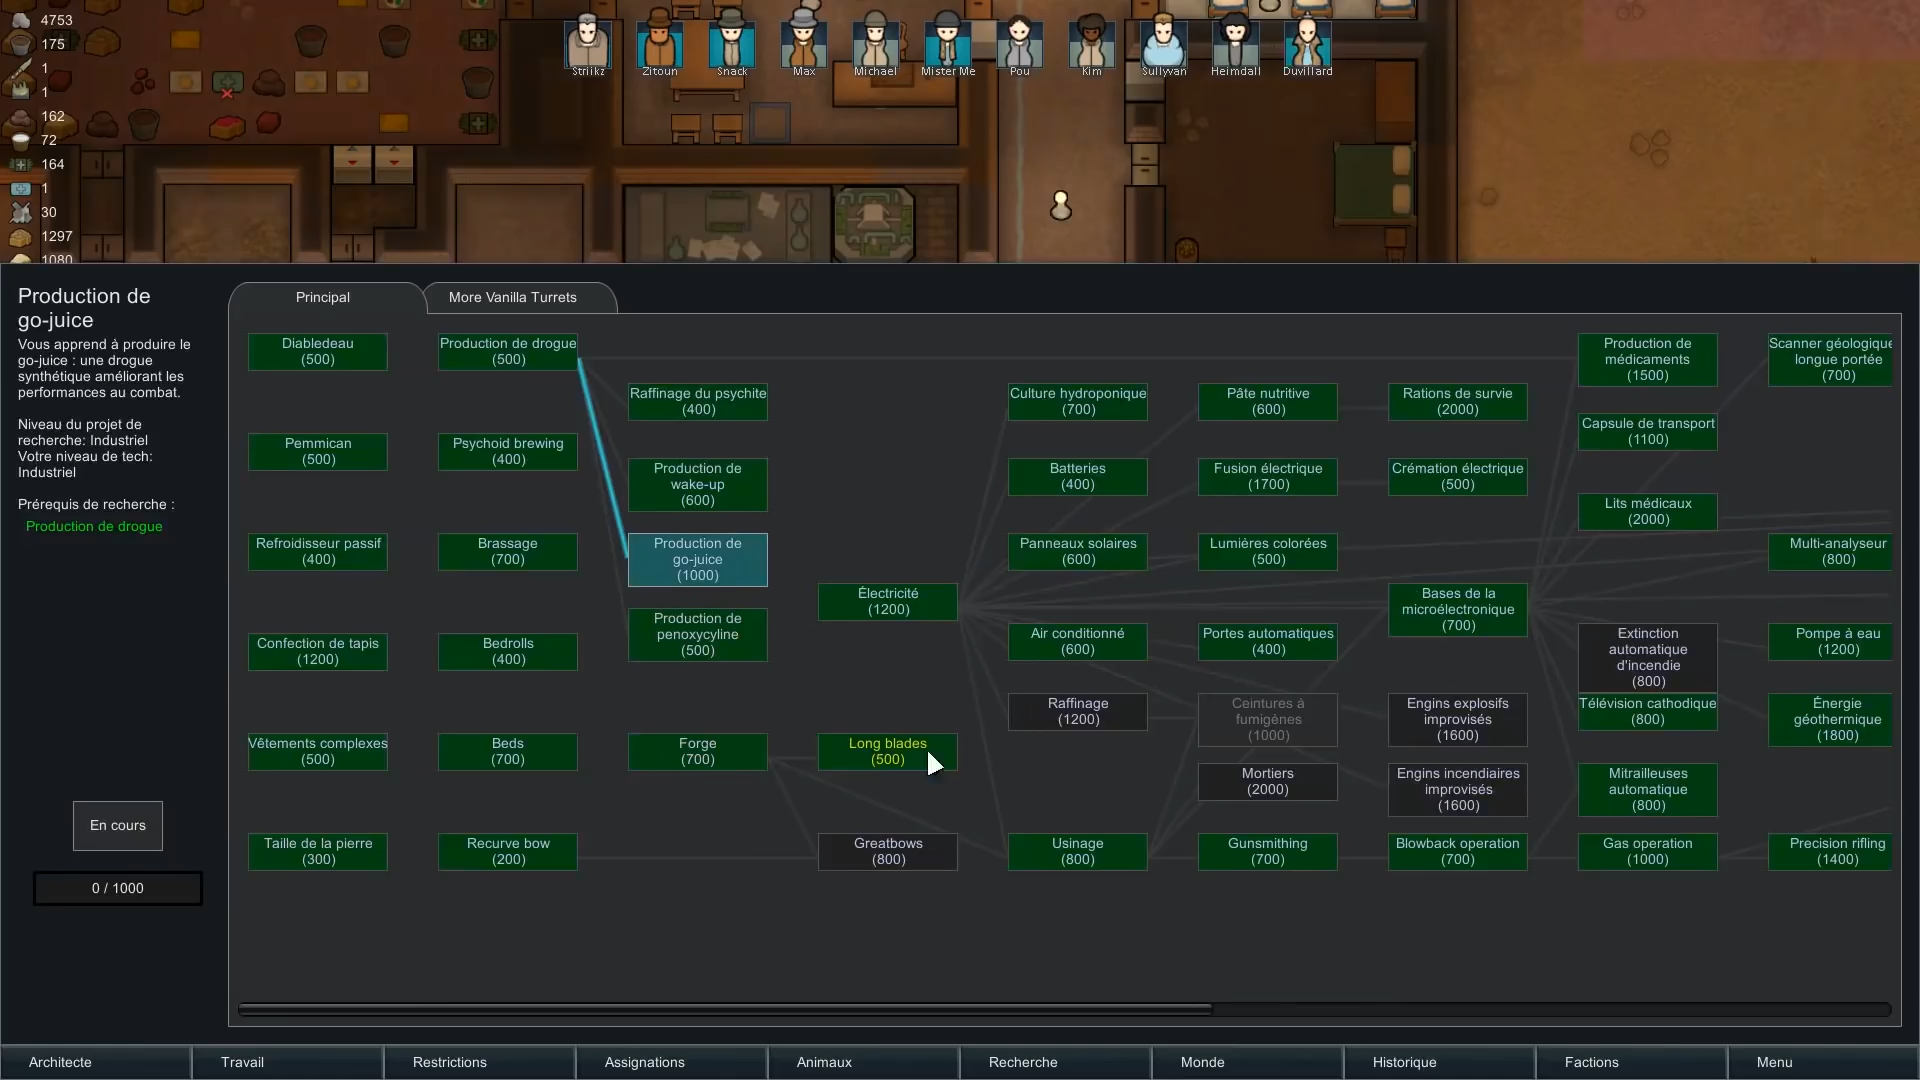 4753
175
1
1
162
72
164
1
30
1297
1080
Striikz
Zitoun
Snack
Max
Michael
Mister Me
Pou
Kim
Sullyvan
Heimdall
Duvillard
Production de
go-juice
Vous apprend à produire le
go-juice : une drogue
synthétique améliorant les
performances au combat.
Niveau du projet de
recherche: Industriel
Votre niveau de tech:
Industriel
Prérequis de recherche :
Production de drogue
En cours
0 / 1000
Principal
More Vanilla Turrets
Diabledeau
(500)
Production de drogue
(500)
Production de
médicaments
(1500)
Scanner géologique
longue portée
(700)
Raffinage du psychite
(400)
Culture hydroponique
(700)
Pâte nutritive
(600)
Rations de survie
(2000)
Capsule de transport
(1100)
Pemmican
(500)
Psychoid brewing
(400)
Production de
wake-up
(600)
Batteries
(400)
Fusion électrique
(1700)
Crémation électrique
(500)
Lits médicaux
(2000)
Refroidisseur passif
(400)
Brassage
(700)
Production de
go-juice
(1000)
Panneaux solaires
(600)
Lumières colorées
(500)
Multi-analyseur
(800)
Électricité
(1200)
Bases de la
microélectronique
(700)
Production de
penoxycyline
(500)
Confection de tapis
(1200)
Bedrolls
(400)
Air conditionné
(600)
Portes automatiques
(400)
Extinction
automatique
d'incendie
(800)
Pompe à eau
(1200)
Raffinage
(1200)
Ceintures à
fumigènes
(1000)
Engins explosifs
improvisés
(1600)
Télévision cathodique
(800)
Énergie
géothermique
(1800)
Vêtements complexes
(500)
Beds
(700)
Forge
(700)
Long blades
(500)
Mortiers
(2000)
Engins incendiaires
improvisés
(1600)
Mitrailleuses
automatique
(800)
Taille de la pierre
(300)
Recurve bow
(200)
Greatbows
(800)
Usinage
(800)
Gunsmithing
(700)
Blowback operation
(700)
Gas operation
(1000)
Precision rifling
(1400)
Architecte
Travail
Restrictions
Assignations
Animaux
Recherche
Monde
Historique
Factions
Menu